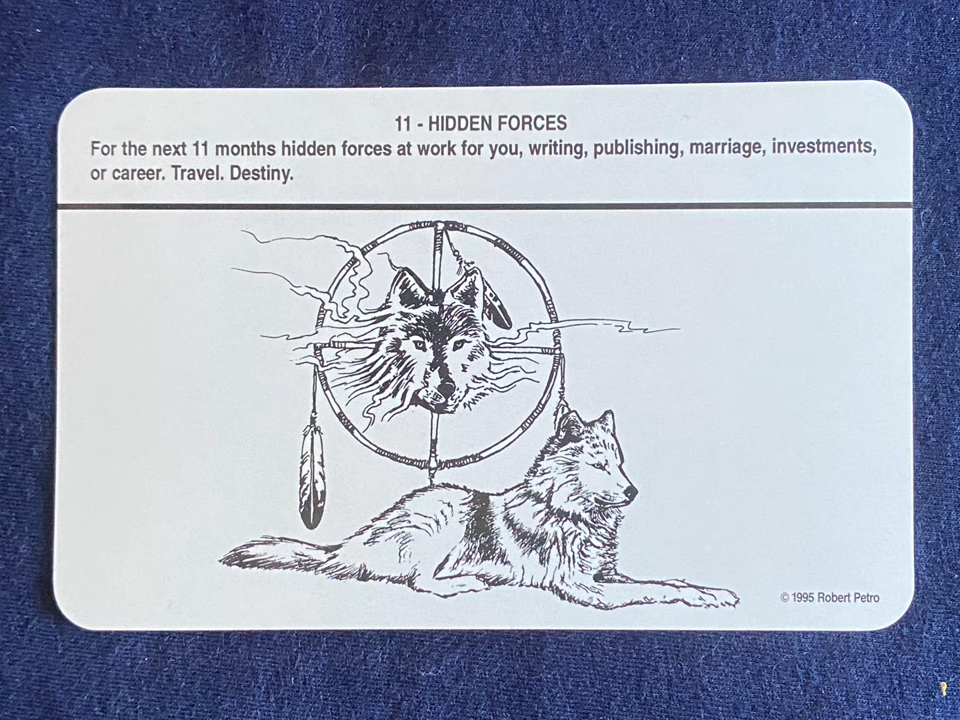 11 - HIDDEN FORCES
For the next 11 months hidden forces at work for you, writing, publishing, marriage, investments,
or career. Travel. Destiny.
© 1995 Robert Petro